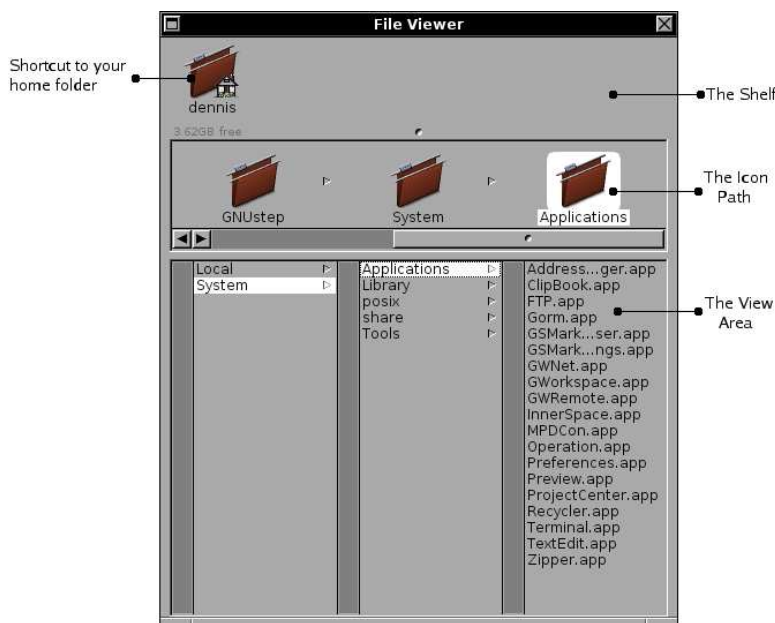 File Viewer
Shortcut to your
home folder
dennis
The Shelf
3.62GB free
GNUstep
System
Applications
The Icon
Path
Local
System
Applications
Library
posix
share
Tools
Address...ger.app
ClipBook.app
FTP.app
Gorm.app
GSMark...ser.app
GSMark...ngs.app
GWNet.app
GWorkspace.app
GWRemote.app
InnerSpace.app
MPDCon.app
Operation.app
Preferences.app
Preview.app
ProjectCenter.app
Recycler.app
Terminal.app
TextEdit.app
Zipper.app
The View
Area